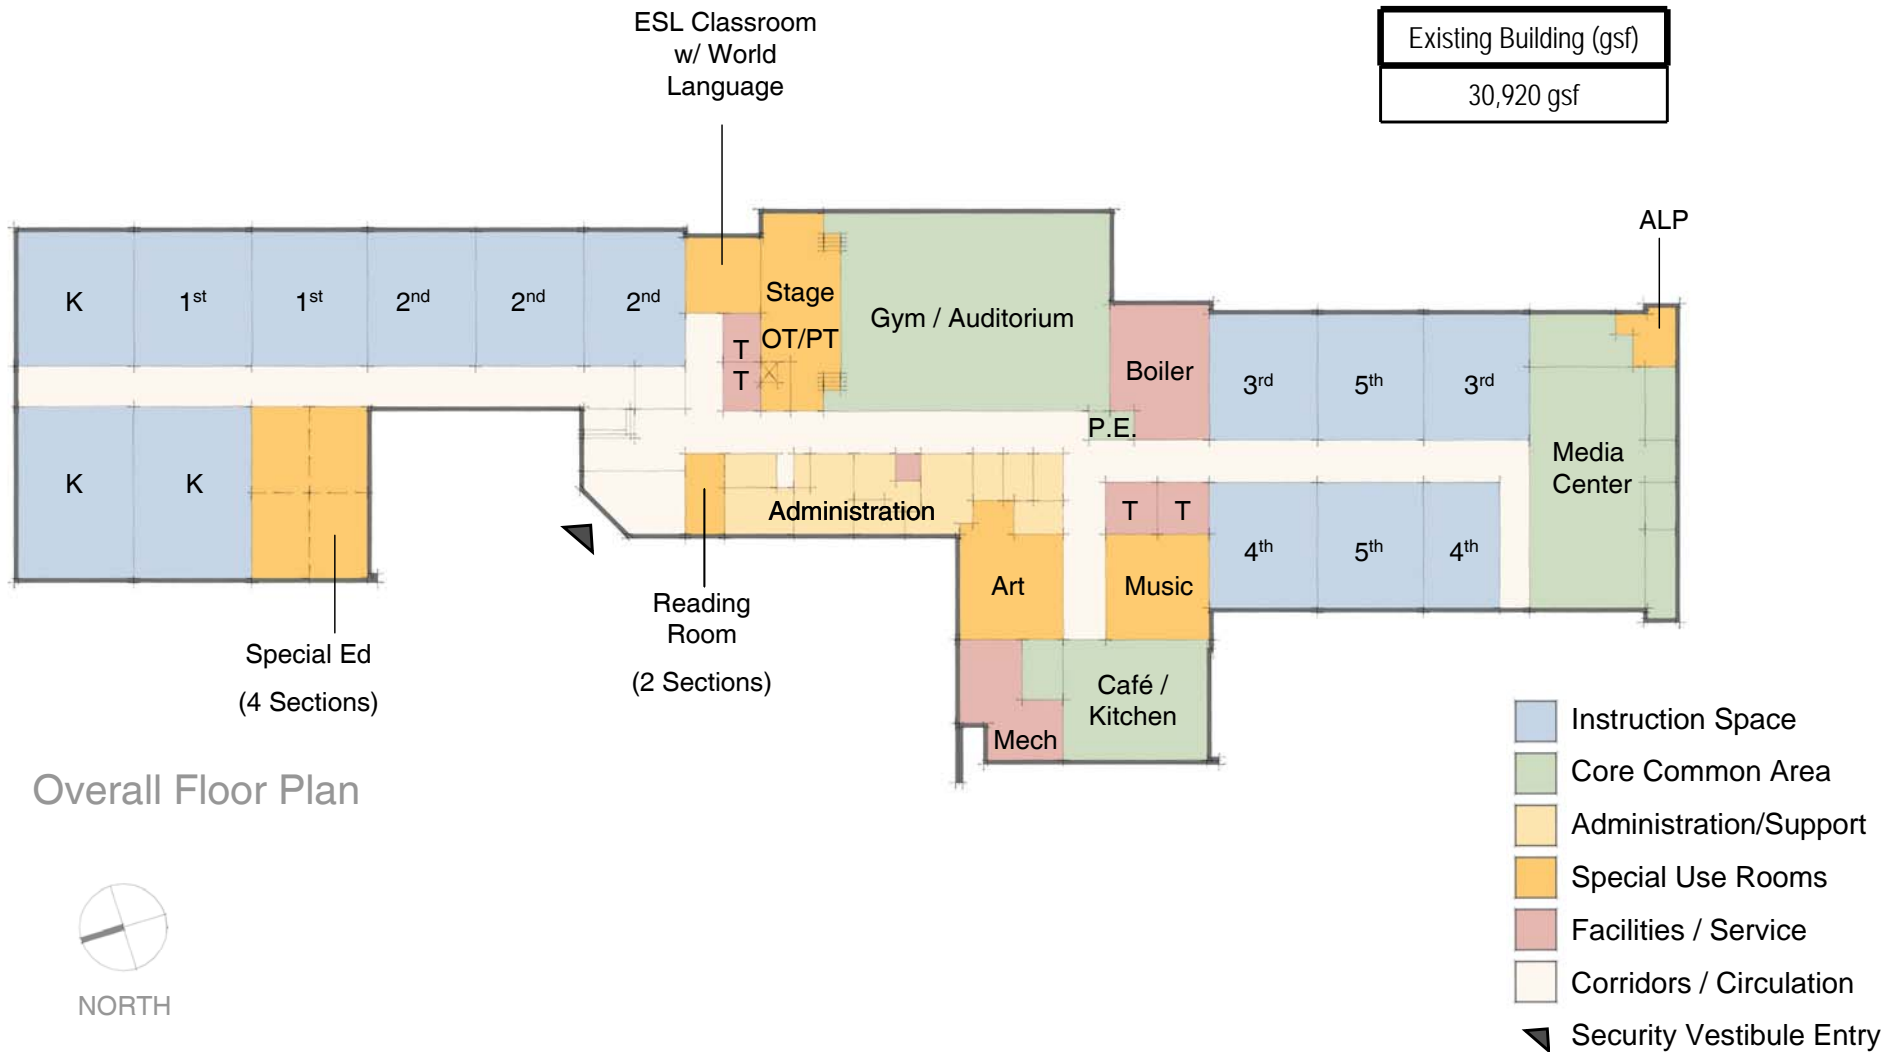 ESL Classroom
w/ World
Language
Existing Building (gsf)
30,920 gsf
ALP
K
1st
1st
2nd
2nd
2nd
T
T
Stage
OT/PT
Gym / Auditorium
Boiler
P.E.
3rd
5th
3rd
Media
Center
K
K
Administration
T
T
4th
5th
4th
Art
Music
Special Ed
(4 Sections)
Reading
Room
(2 Sections)
Café /
Kitchen
Mech
Overall Floor Plan
NORTH
Instruction Space
Core Common Area
Administration/Support
Special Use Rooms
Facilities / Service
Corridors / Circulation
Security Vestibule Entry